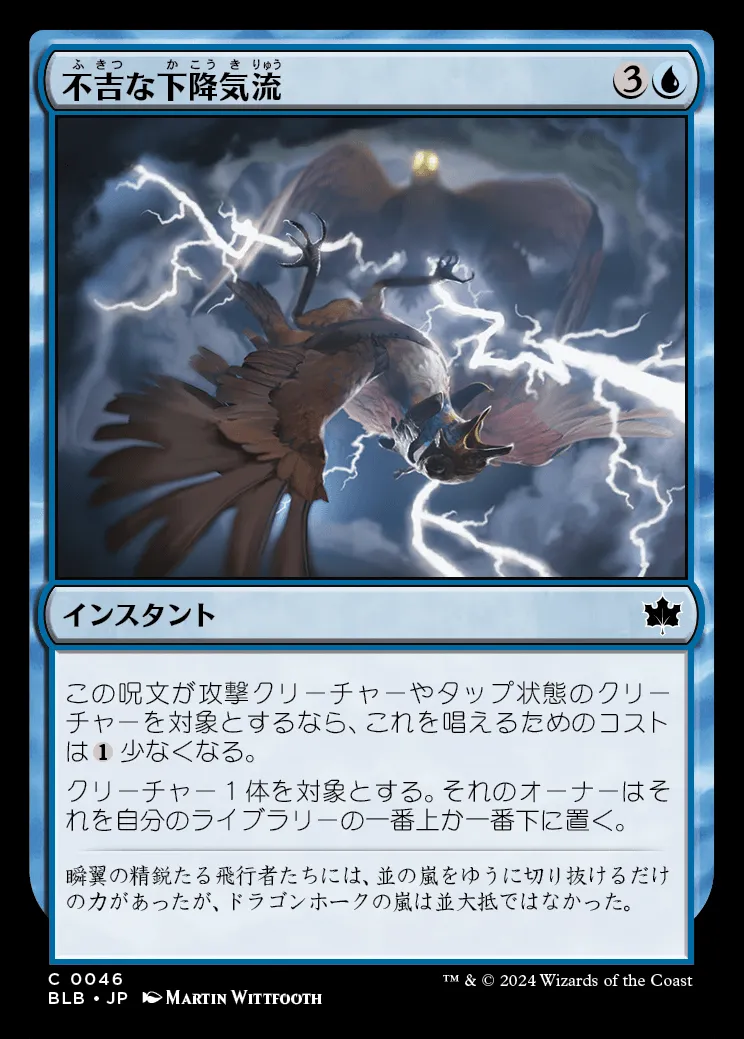 ふきつ かこうきりゅう
不吉な下降気流 3
インスタント
この呪文が攻撃クリーチャーやタップ状態のクリー
チャーを対象とするなら、これを唱えるためのコスト
は 1 少なくなる。
クリーチャー１体を対象とする。それのオーナーはそ
れを自分のライブラリーの一番上か一番下に置く。
瞬翼の精鋭たる飛行者たちには、並の嵐をゆうに切り抜けるだけ
の力があったが、ドラゴンホークの嵐は並大抵ではなかった。
C 0046
BLB • JP Martin Wittfooth
™ & © 2024 Wizards of the Coast